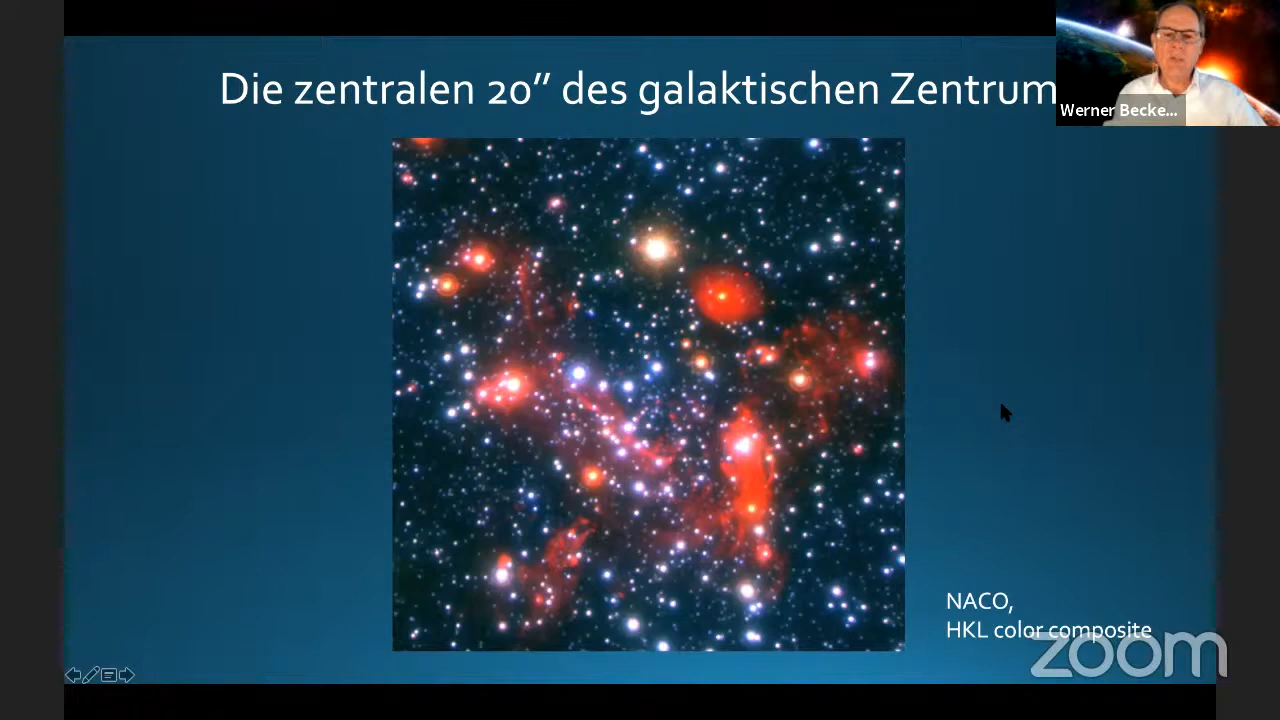 Die zentralen 20″ des galaktischen Zentrum
Werner Becke...
NACO,
HKL color composite
zoom